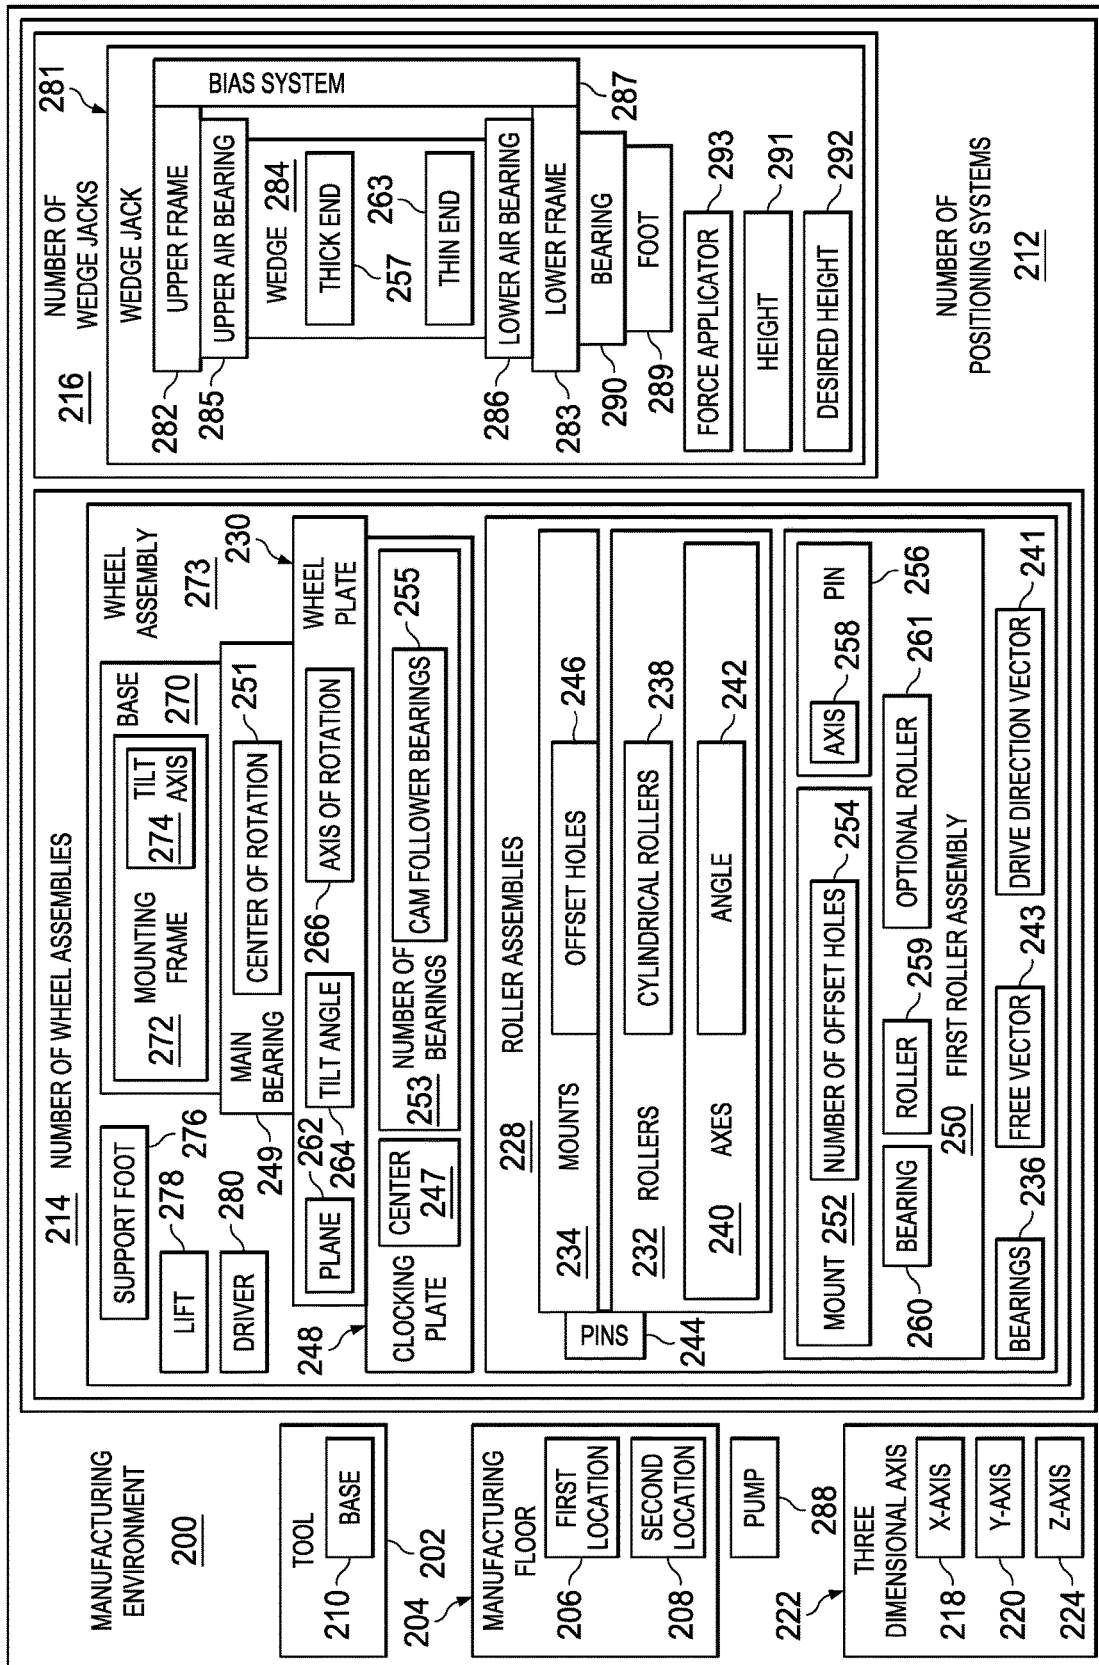 MANUFACTURING
ENVIRONMENT
200
TOOL
BASE
210
202
204
MANUFACTURING
FLOOR
FIRST
LOCATION
206
SECOND
LOCATION
208
PUMP
288
222
THREE
DIMENSIONAL AXIS
X-AXIS
218
Y-AXIS
220
Z-AXIS
224
214
NUMBER OF WHEEL ASSEMBLIES
WHEEL
ASSEMBLY
273
SUPPORT FOOT
276
LIFT
278
DRIVER
280
BASE
270
MOUNTING
FRAME
272
TILT
AXIS
274
MAIN
BEARING
249
CENTER OF ROTATION
251
230
WHEEL
PLATE
PLANE
262
TILT ANGLE
264
AXIS OF ROTATION
266
248
CLOCKING
PLATE
CENTER
247
NUMBER OF
BEARINGS
253
CAM FOLLOWER BEARINGS
255
228
ROLLER ASSEMBLIES
MOUNTS
234
OFFSET HOLES
246
ROLLERS
232
CYLINDRICAL ROLLERS
238
AXES
240
ANGLE
242
PINS
244
MOUNT
252
NUMBER OF OFFSET HOLES
254
AXIS
258
PIN
256
BEARING
260
ROLLER
259
OPTIONAL ROLLER
261
250
FIRST ROLLER ASSEMBLY
BEARINGS
236
FREE VECTOR
243
DRIVE DIRECTION VECTOR
241
NUMBER OF
WEDGE JACKS
216
281
WEDGE JACK
UPPER FRAME
282
BIAS SYSTEM
287
UPPER AIR BEARING
285
WEDGE
284
THICK END
257
THIN END
263
LOWER AIR BEARING
286
LOWER FRAME
283
BEARING
290
FOOT
289
FORCE APPLICATOR
293
HEIGHT
291
DESIRED HEIGHT
292
NUMBER OF
POSITIONING SYSTEMS
212